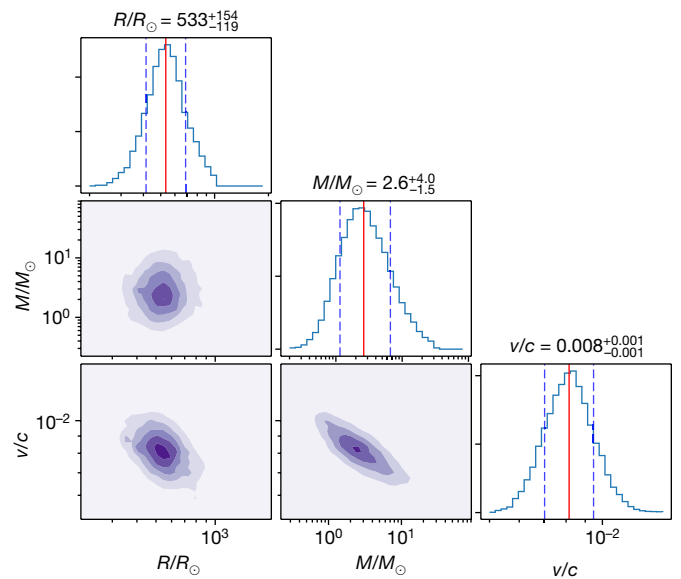 R/R☉ = 533+154−119
M/M☉ = 2.6+4.0−1.5
M/M☉
10¹
10⁰
v/c = 0.008+0.001−0.001
v/c
10⁻²
10³
10⁰ 10¹
10⁻²
R/R☉ M/M☉ v/c